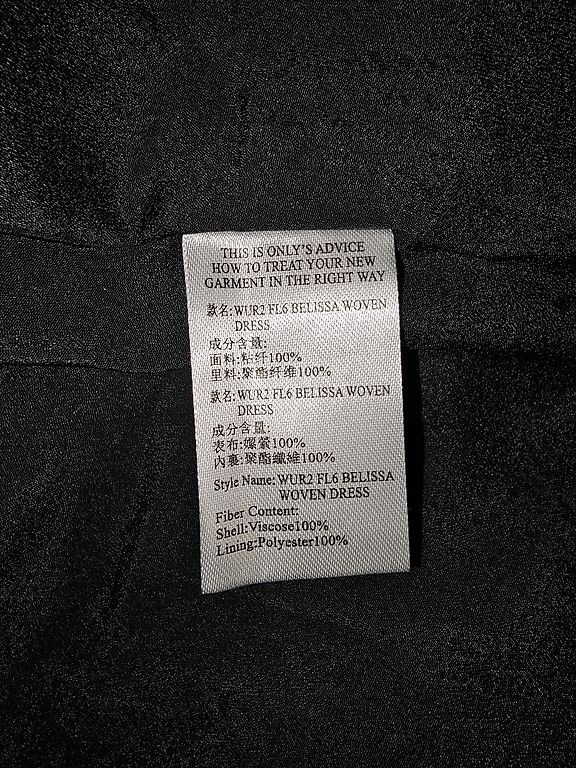 THIS IS ONLY'S ADVICE
HOW TO TREAT YOUR NEW
GARMENT IN THE RIGHT WAY
款名:WUR2 FL6 BELISSA WOVEN
DRESS
成分含量:
面料:粘纤100%
里料:聚酯纤维100%
款名:WUR2 FL6 BELISSA WOVEN
DRESS
成分含量:
表布:嫘縈100%
內裏:聚酯纖維100%
Style Name:WUR2 FL6 BELISSA
WOVEN DRESS
Fiber Content:
Shell:Viscose100%
Lining:Polyester100%